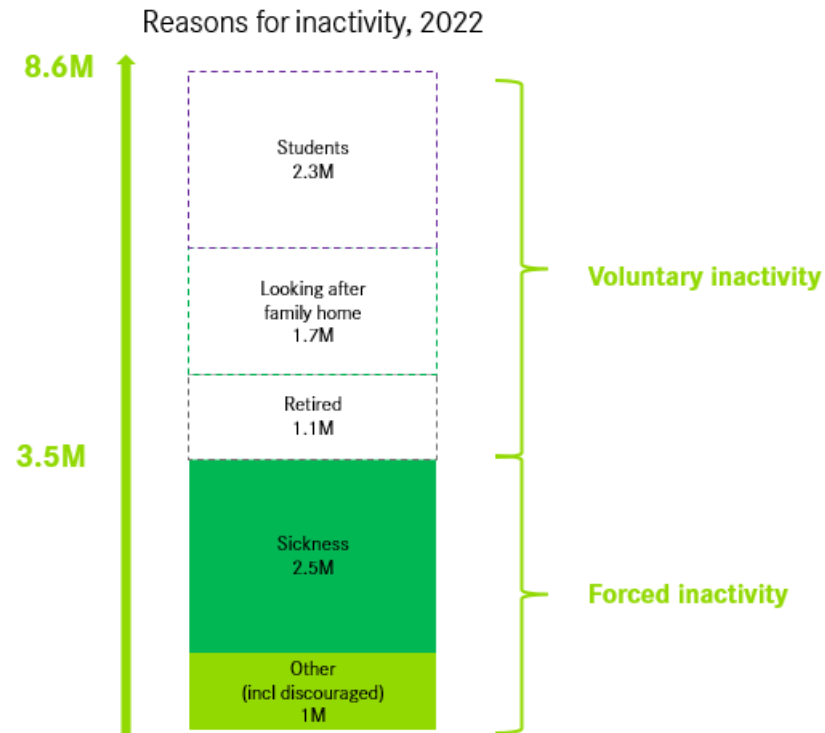 Reasons for inactivity, 2022
8.6M
Students
2.3M
Looking after
family home
1.7M
Voluntary inactivity
Retired
1.1M
3.5M
Sickness
2.5M
Forced inactivity
Other
(incl discouraged)
1M